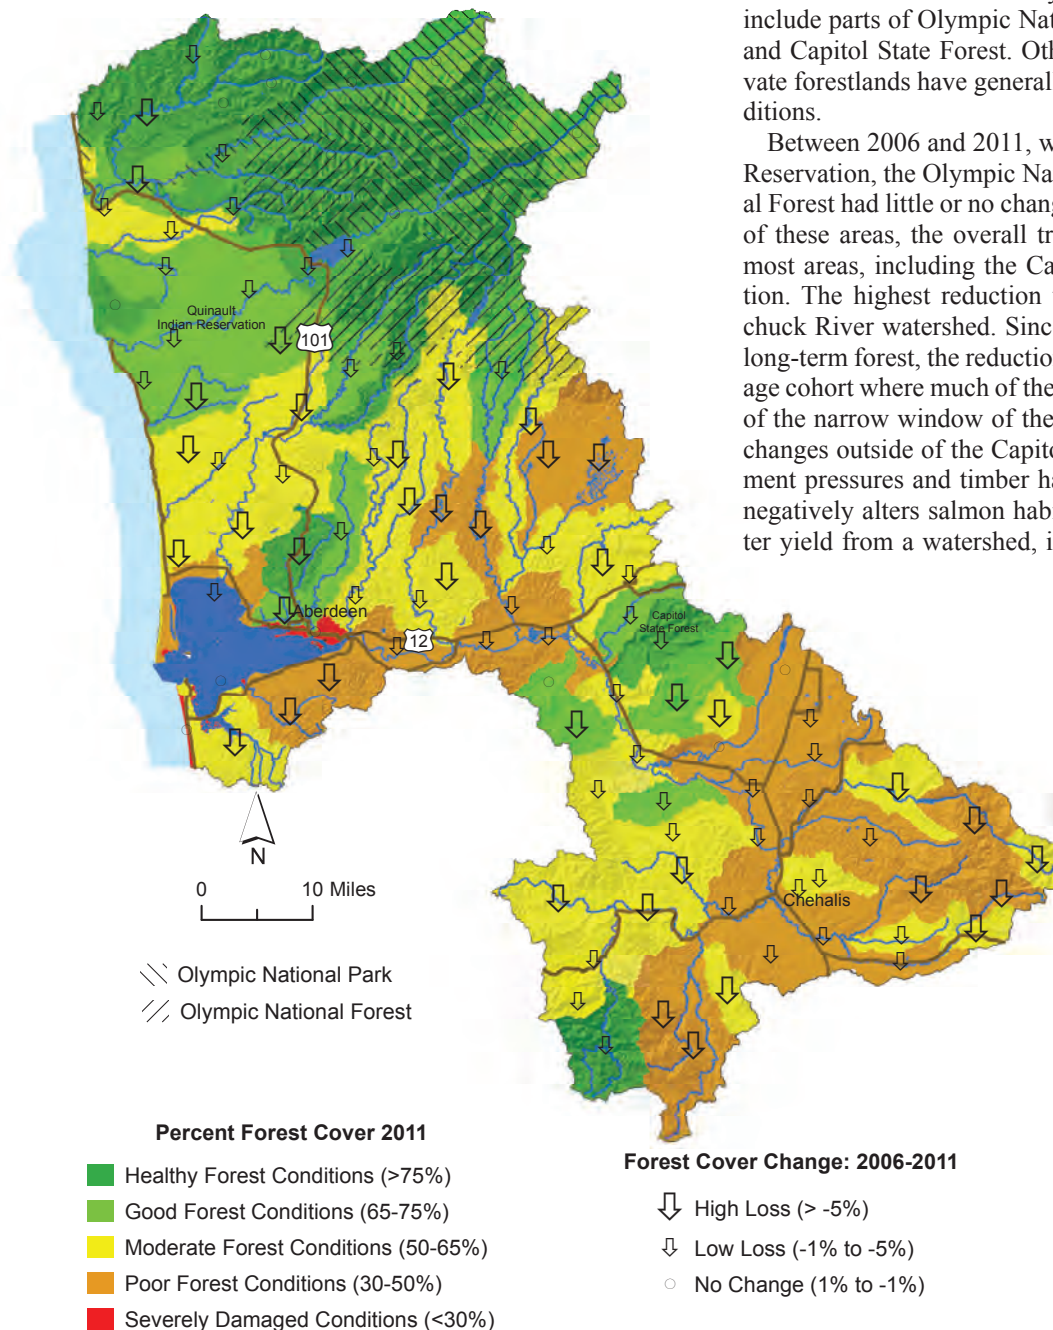 include parts of Olympic Nat
and Capitol State Forest. Oth
vate forestlands have general
ditions.
Between 2006 and 2011, w
Reservation, the Olympic Na
al Forest had little or no chang
of these areas, the overall tr
most areas, including the Ca
tion. The highest reduction
chuck River watershed. Sinc
long-term forest, the reductio
age cohort where much of the
of the narrow window of the
changes outside of the Capito
ment pressures and timber ha
negatively alters salmon hab
ter yield from a watershed, i
Quinault
Indian Reservation
101
Aberdeen
12
Capitol
State Forest
Chehalis
N
0 10 Miles
Olympic National Park
Olympic National Forest
Percent Forest Cover 2011
Healthy Forest Conditions (>75%)
Good Forest Conditions (65-75%)
Moderate Forest Conditions (50-65%)
Poor Forest Conditions (30-50%)
Severely Damaged Conditions (<30%)
Forest Cover Change: 2006-2011
High Loss (> -5%)
Low Loss (-1% to -5%)
No Change (1% to -1%)